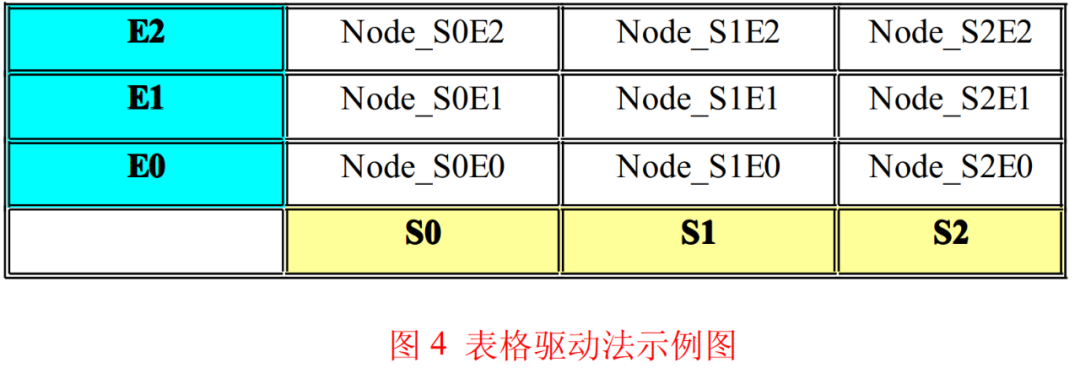 E2 Node_S0E2 Node_S1E2 Node_S2E2
E1 Node_S0E1 Node_S1E1 Node_S2E1
E0 Node_S0E0 Node_S1E0 Node_S2E0
S0 S1 S2
图 4 表格驱动法示例图